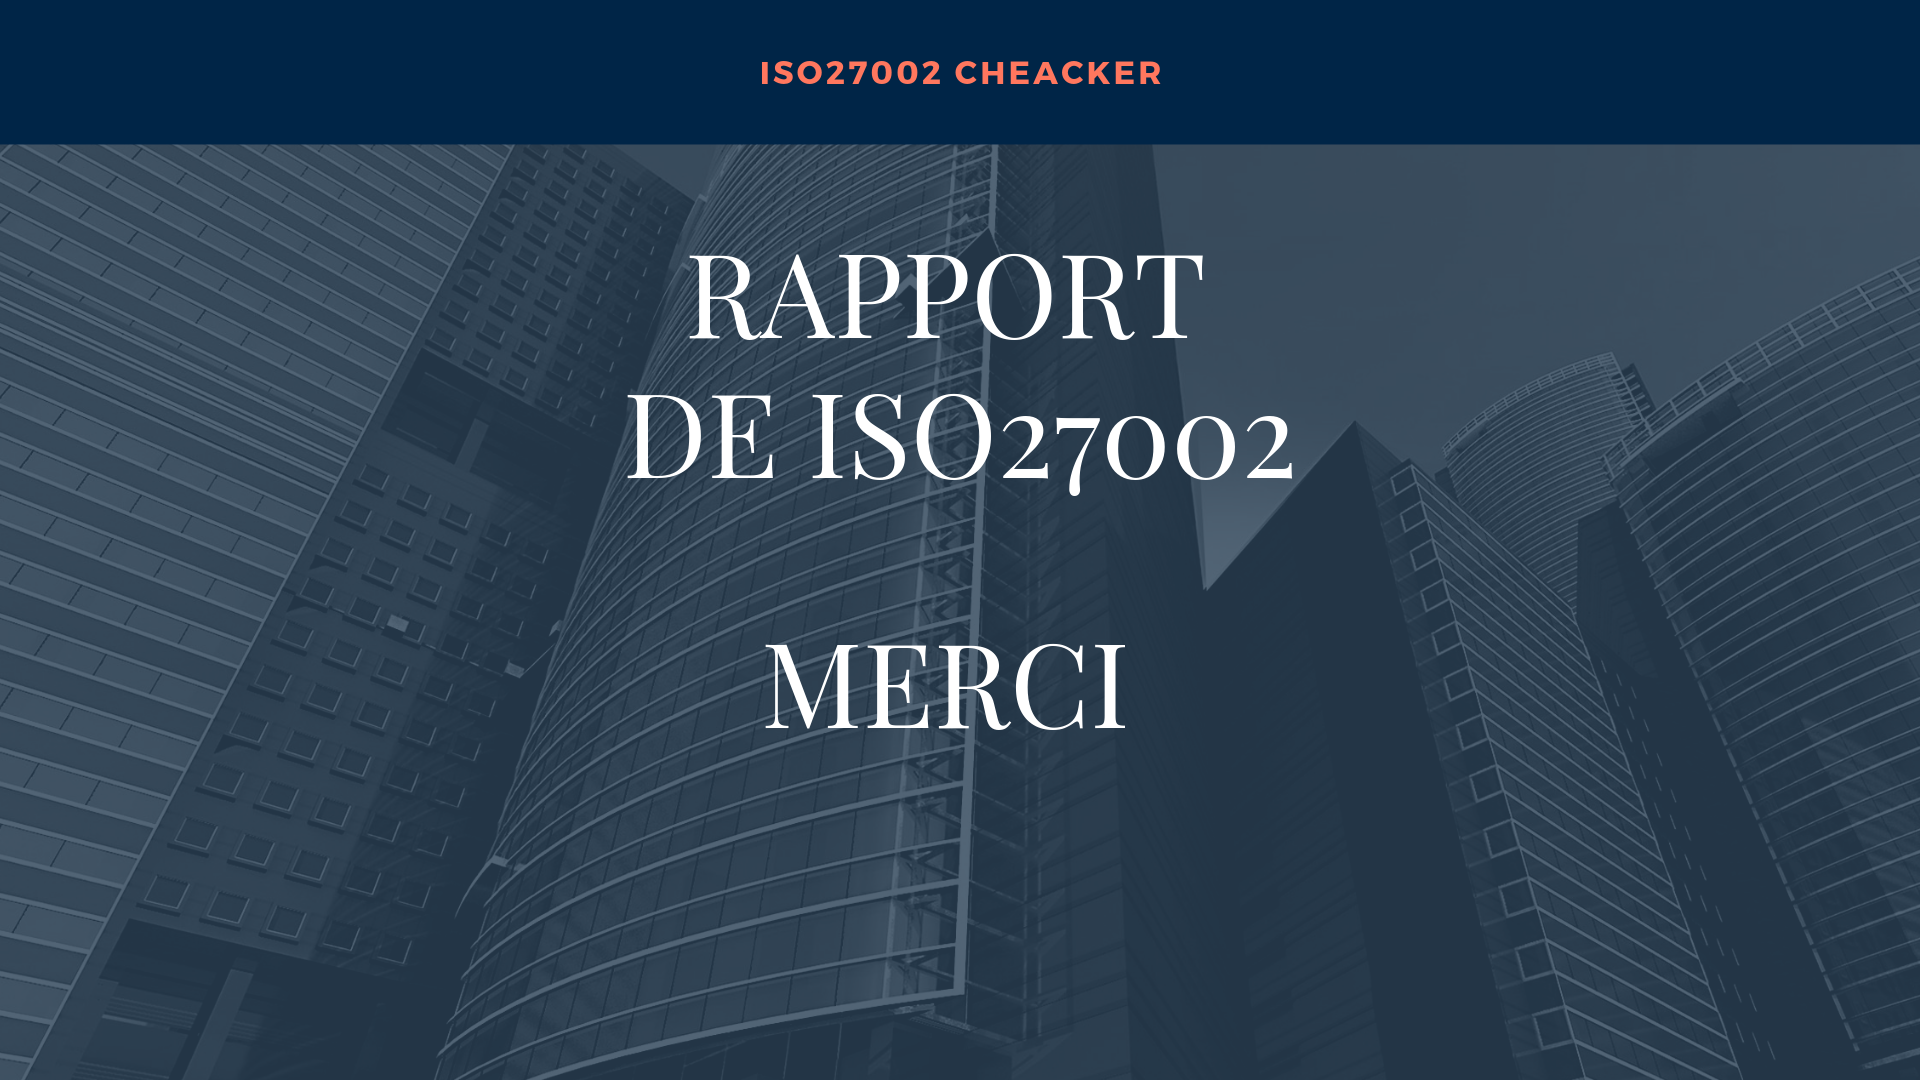 ISO27002 CHEACKER
RAPPORT
DE ISO27002
MERCI